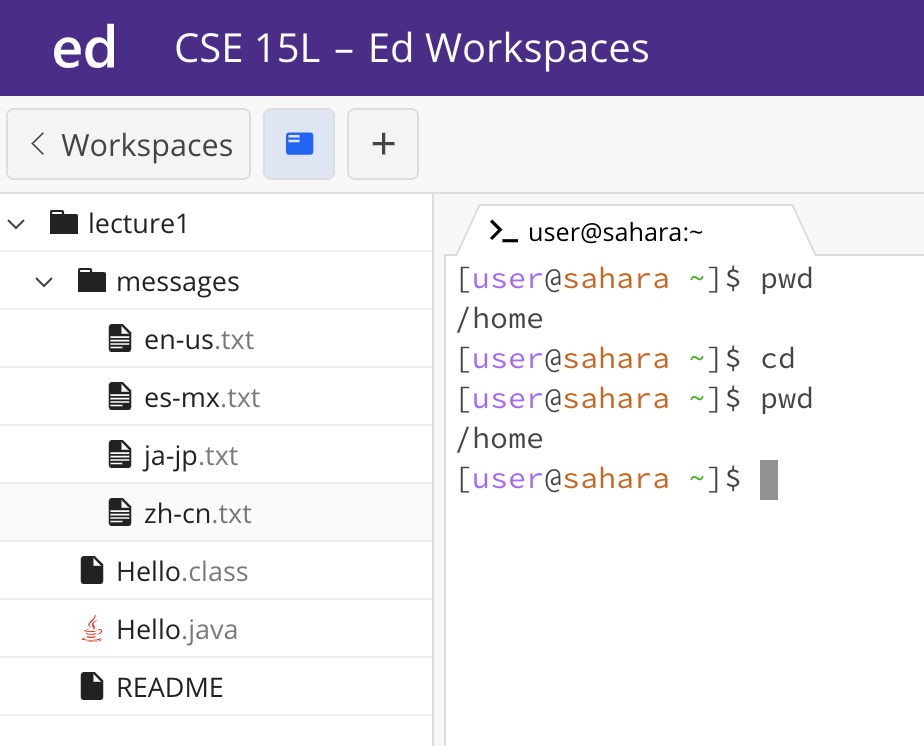 ed CSE 15L – Ed Workspaces
Workspaces +
lecture1
messages
en-us.txt
es-mx.txt
ja-jp.txt
zh-cn.txt
Hello.class
Hello.java
README
>_ user@sahara:~
[user@sahara ~]$ pwd
/home
[user@sahara ~]$ cd
[user@sahara ~]$ pwd
/home
[user@sahara ~]$